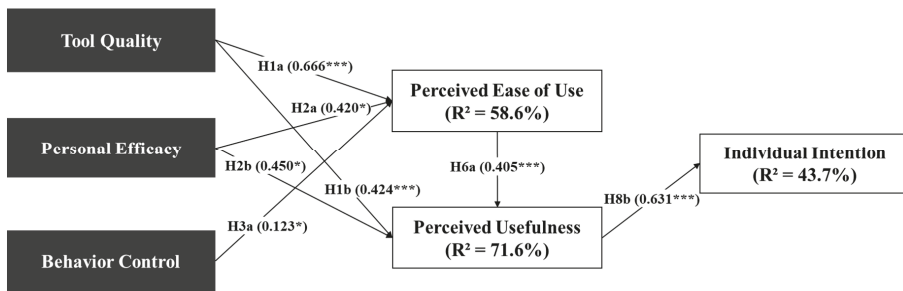 Tool Quality
H1a (0.666***)
Perceived Ease of Use
(R² = 58.6%)
H2a (0.420*)
Personal Efficacy
Individual Intention
(R² = 43.7%)
H2b (0.450*)
H6a (0.405***)
H1b (0.424***)
H8b (0.631***)
H3a (0.123*)
Perceived Usefulness
(R² = 71.6%)
Behavior Control